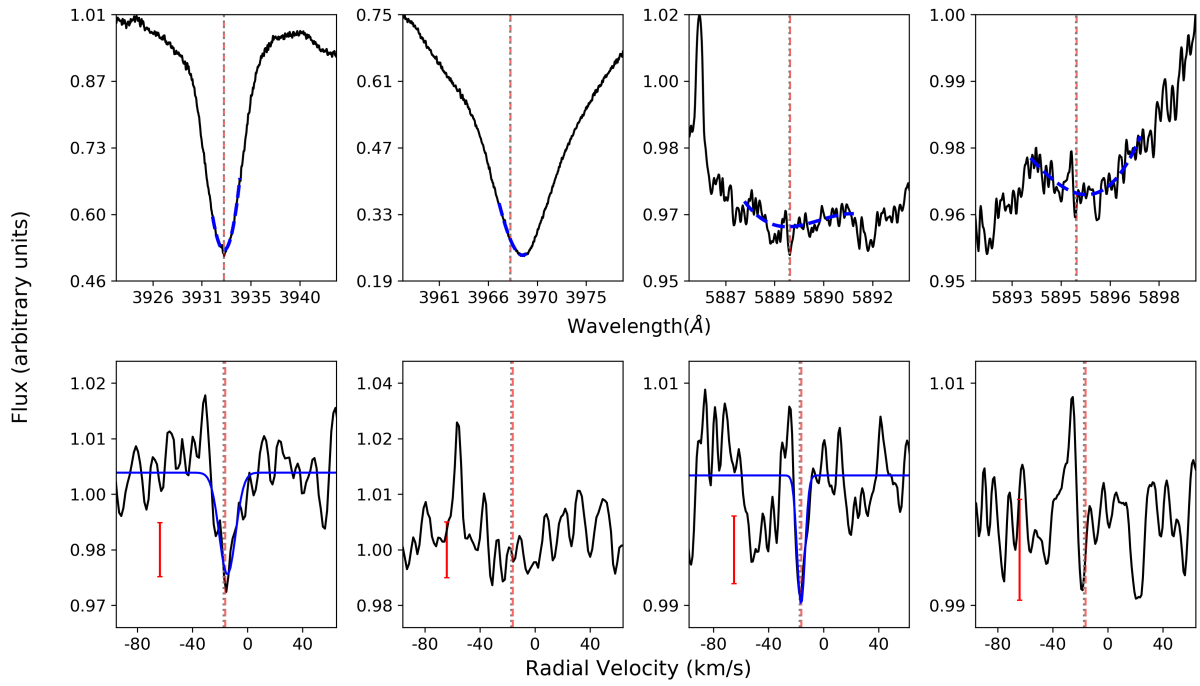 1.01 0.75 1.02 1.00
0.87 0.61 1.00 0.99
0.73 0.47 0.98 0.98
0.60 0.33 0.97 0.96
0.46 0.19 0.95 0.95
3926 3931 3935 3940 3961 3966 3970 3975 5887 5889 5890 5892 5893 5895 5896 5898
Wavelength(Å)
Flux (arbitrary units)
1.02 1.04 1.01 1.01
1.01 1.02
1.00 1.01
0.98 1.00
0.97 0.98 0.99 0.99
-80 -40 0 40 -80 -40 0 40 -80 -40 0 40 -80 -40 0 40
Radial Velocity (km/s)